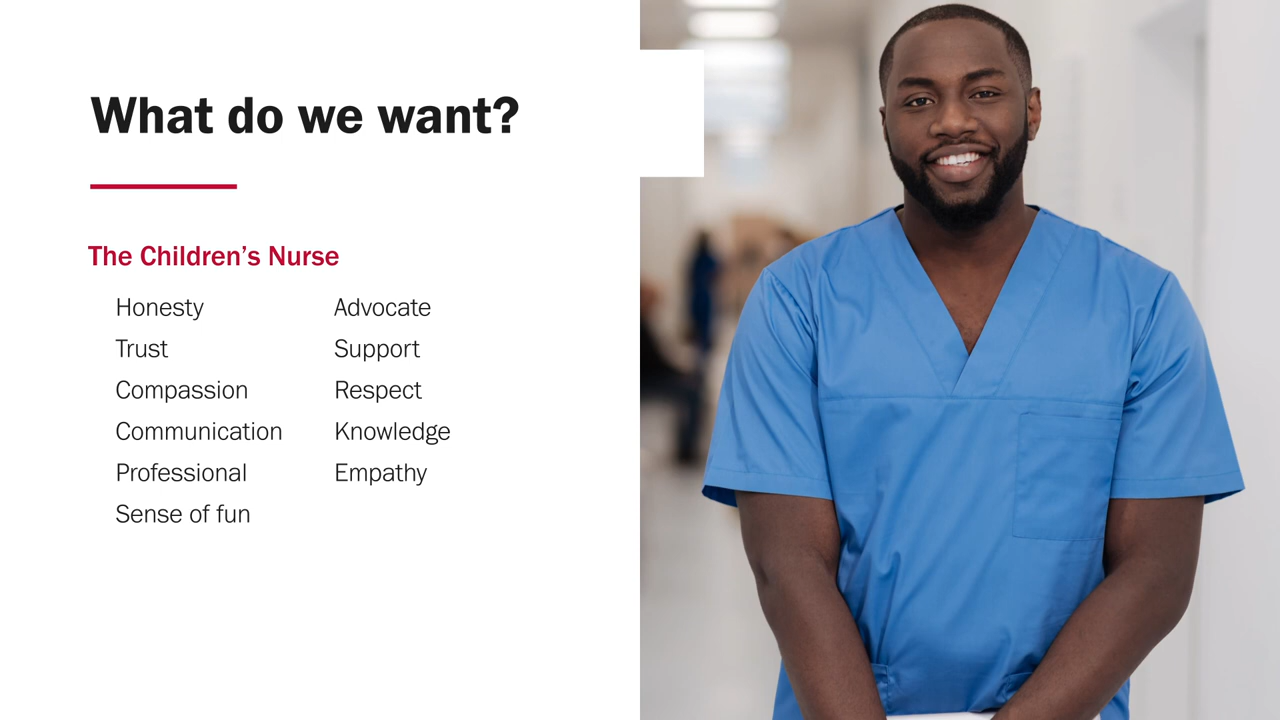 What do we want?
The Children’s Nurse
Honesty
Trust
Compassion
Communication
Professional
Sense of fun
Advocate
Support
Respect
Knowledge
Empathy